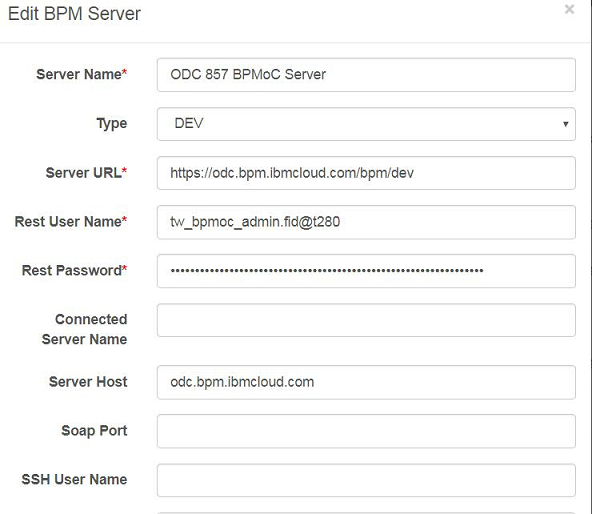 Edit BPM Server
×
Server Name* ODC 857 BPMoC Server
Type DEV
Server URL* https://odc.bpm.ibmcloud.com/bpm/dev
Rest User Name* tw_bpmoc_admin.fid@t280
Rest Password*
Connected
Server Name
Server Host odc.bpm.ibmcloud.com
Soap Port
SSH User Name